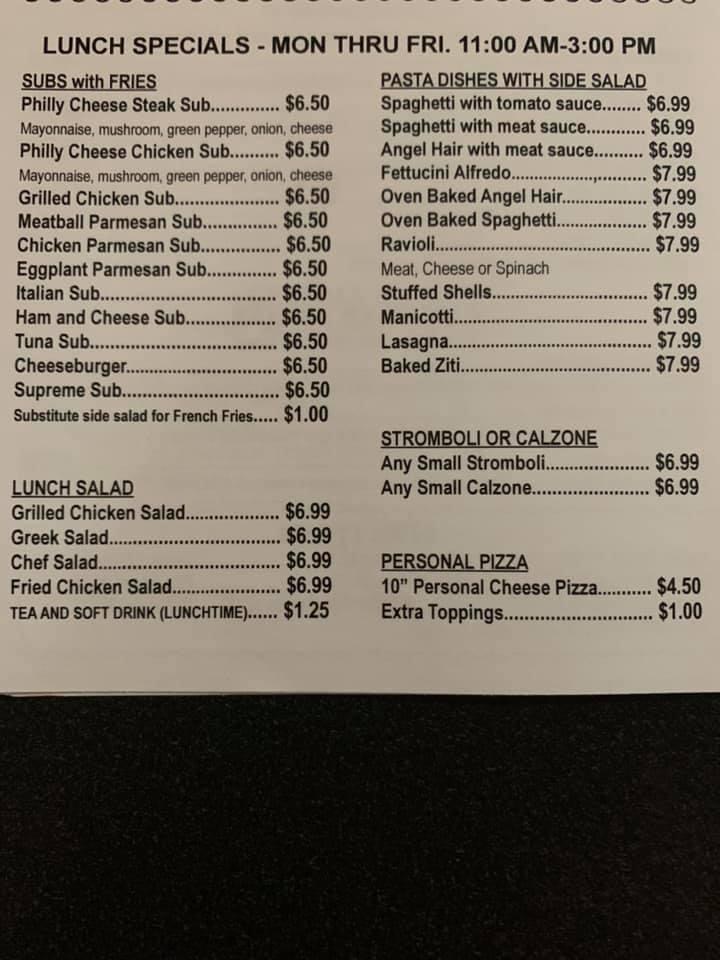 LUNCH SPECIALS - MON THRU FRI. 11:00 AM-3:00 PM
SUBS with FRIES
Philly Cheese Steak Sub.............. $6.50
Mayonnaise, mushroom, green pepper, onion, cheese
Philly Cheese Chicken Sub.......... $6.50
Mayonnaise, mushroom, green pepper, onion, cheese
Grilled Chicken Sub..................... $6.50
Meatball Parmesan Sub............... $6.50
Chicken Parmesan Sub................ $6.50
Eggplant Parmesan Sub.............. $6.50
Italian Sub.................................... $6.50
Ham and Cheese Sub.................. $6.50
Tuna Sub...................................... $6.50
Cheeseburger............................... $6.50
Supreme Sub................................ $6.50
Substitute side salad for French Fries..... $1.00
LUNCH SALAD
Grilled Chicken Salad................... $6.99
Greek Salad................................... $6.99
Chef Salad..................................... $6.99
Fried Chicken Salad...................... $6.99
TEA AND SOFT DRINK (LUNCHTIME)...... $1.25
PASTA DISHES WITH SIDE SALAD
Spaghetti with tomato sauce........ $6.99
Spaghetti with meat sauce............ $6.99
Angel Hair with meat sauce.......... $6.99
Fettucini Alfredo.................,.......... $7.99
Oven Baked Angel Hair................. $7.99
Oven Baked Spaghetti.................. $7.99
Ravioli........................................... $7.99
Meat, Cheese or Spinach
Stuffed Shells............................... $7.99
Manicotti....................................... $7.99
Lasagna......................................... $7.99
Baked Ziti...................................... $7.99
STROMBOLI OR CALZONE
Any Small Stromboli..................... $6.99
Any Small Calzone........................ $6.99
PERSONAL PIZZA
10” Personal Cheese Pizza........... $4.50
Extra Toppings.............................. $1.00